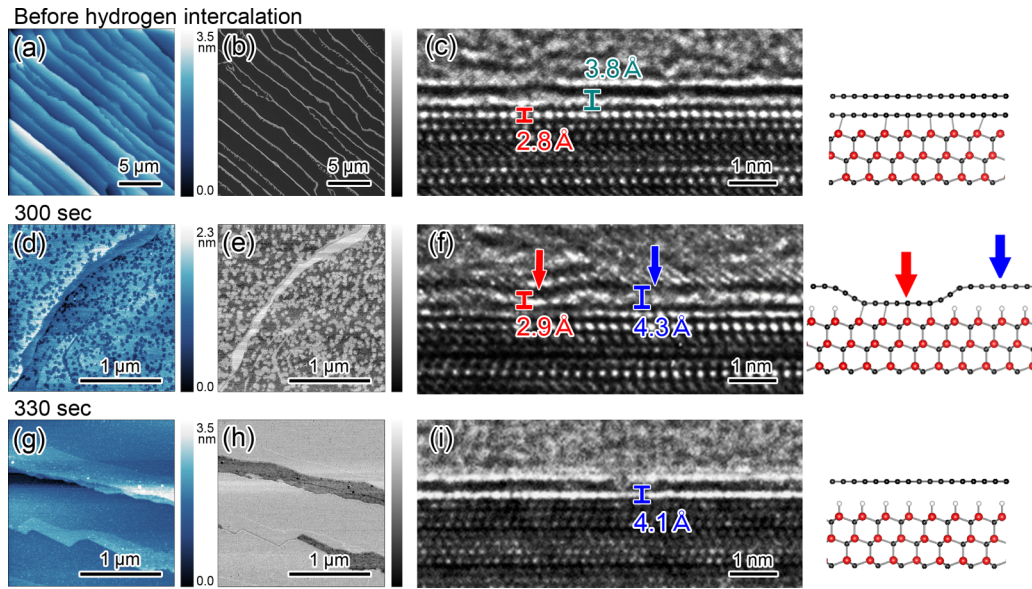 Before hydrogen intercalation
(a)
3.5
nm
0.0
5 µm
(b)
5 µm
(c)
3.8 Å
2.8 Å
1 nm
300 sec
(d)
2.3
nm
0.0
1 µm
(e)
1 µm
(f)
2.9 Å
4.3 Å
1 nm
330 sec
(g)
3.5
nm
0.0
1 µm
(h)
1 µm
(i)
4.1 Å
1 nm